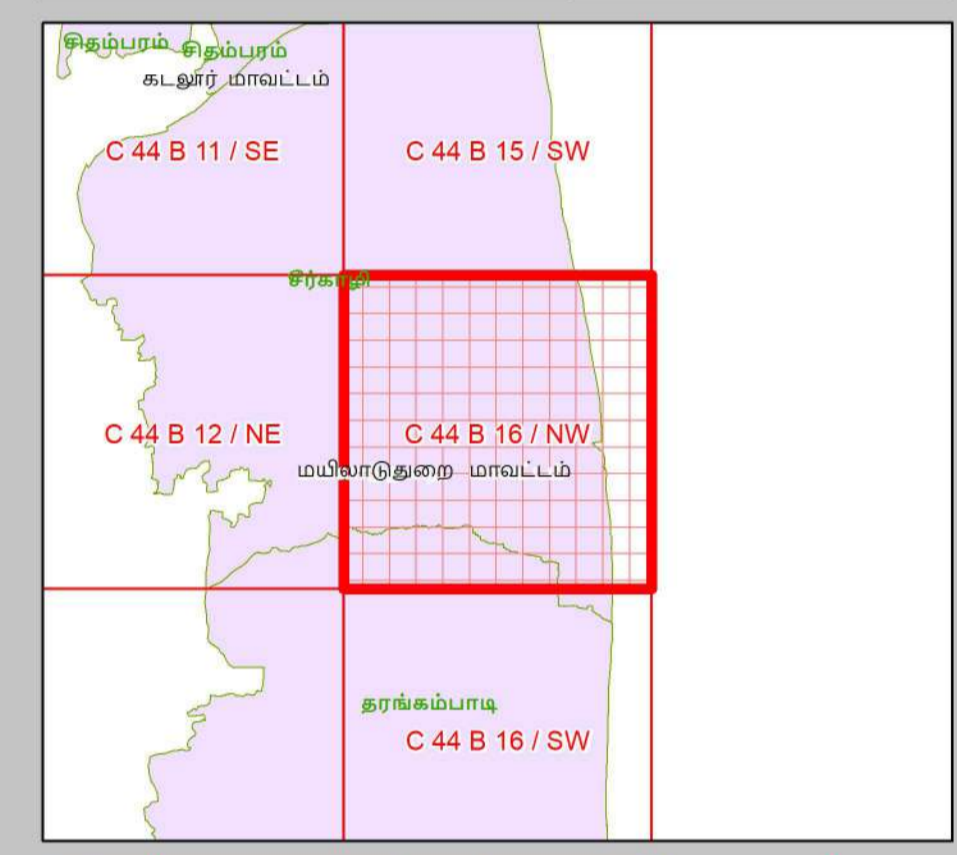 சிதம்பரம் சிதம்பரம்
கடலூர் மாவட்டம்
C 44 B 11 / SE
C 44 B 15 / SW
சீர்காழி
C 44 B 12 / NE
C 44 B 16 / NW
மயிலாடுதுறை மாவட்டம்
தரங்கம்பாடி
C 44 B 16 / SW